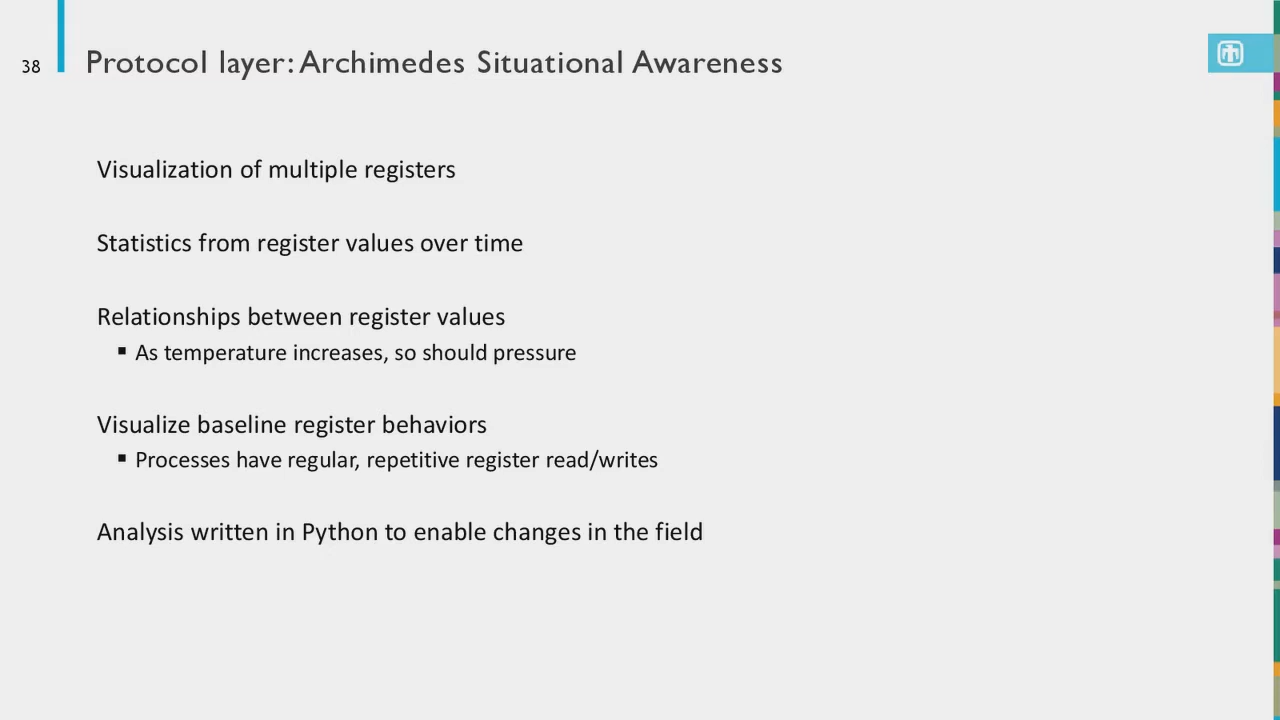 38
Protocol layer: Archimedes Situational Awareness
Visualization of multiple registers
Statistics from register values over time
Relationships between register values
▪ As temperature increases, so should pressure
Visualize baseline register behaviors
▪ Processes have regular, repetitive register read/writes
Analysis written in Python to enable changes in the field